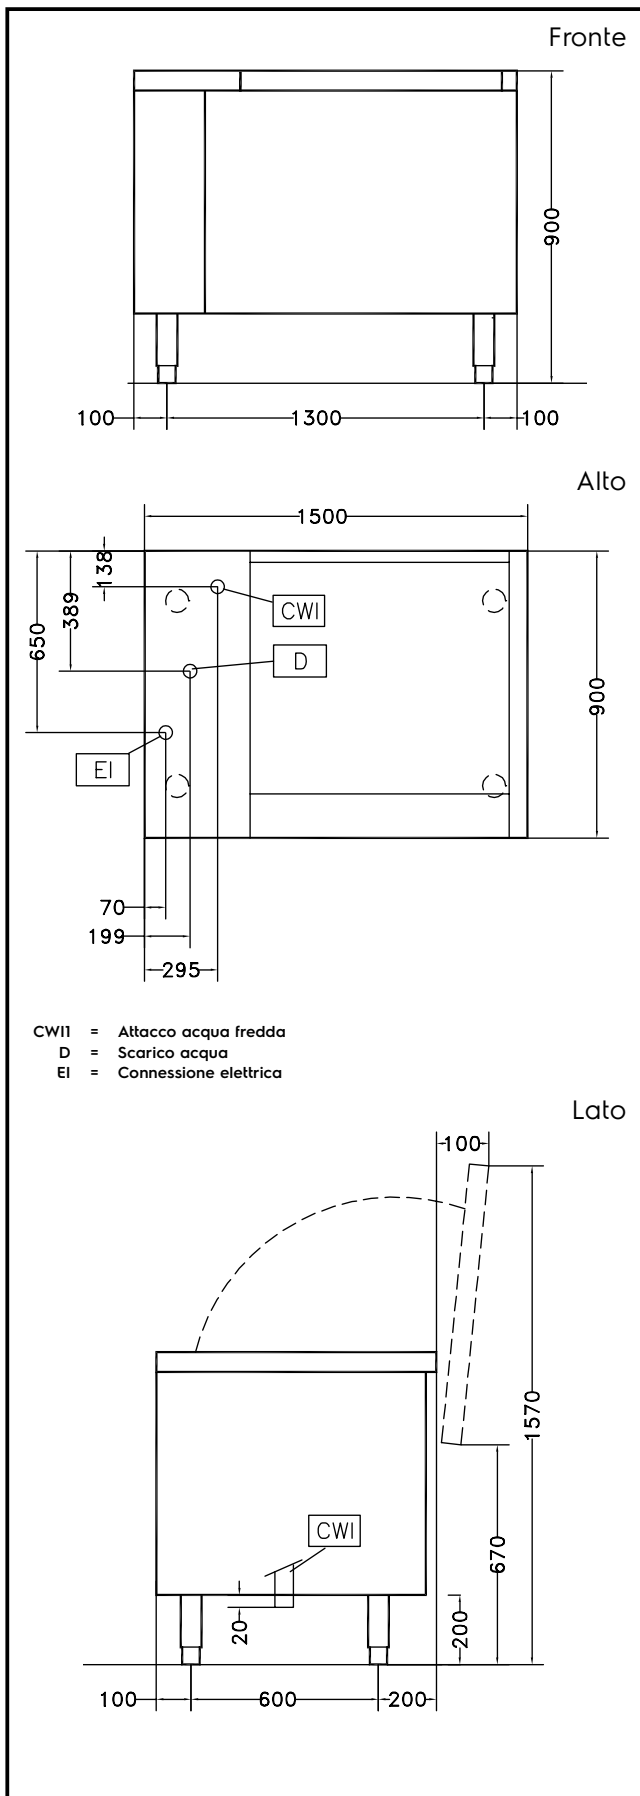 Fronte
900
100
1300
100
Alto
1500
138
389
650
CWI
D
900
EI
70
199
295
CWI1 = Attacco acqua fredda
D = Scarico acqua
EI = Connessione elettrica
Lato
100
1570
CWI
670
20
200
100
600
200